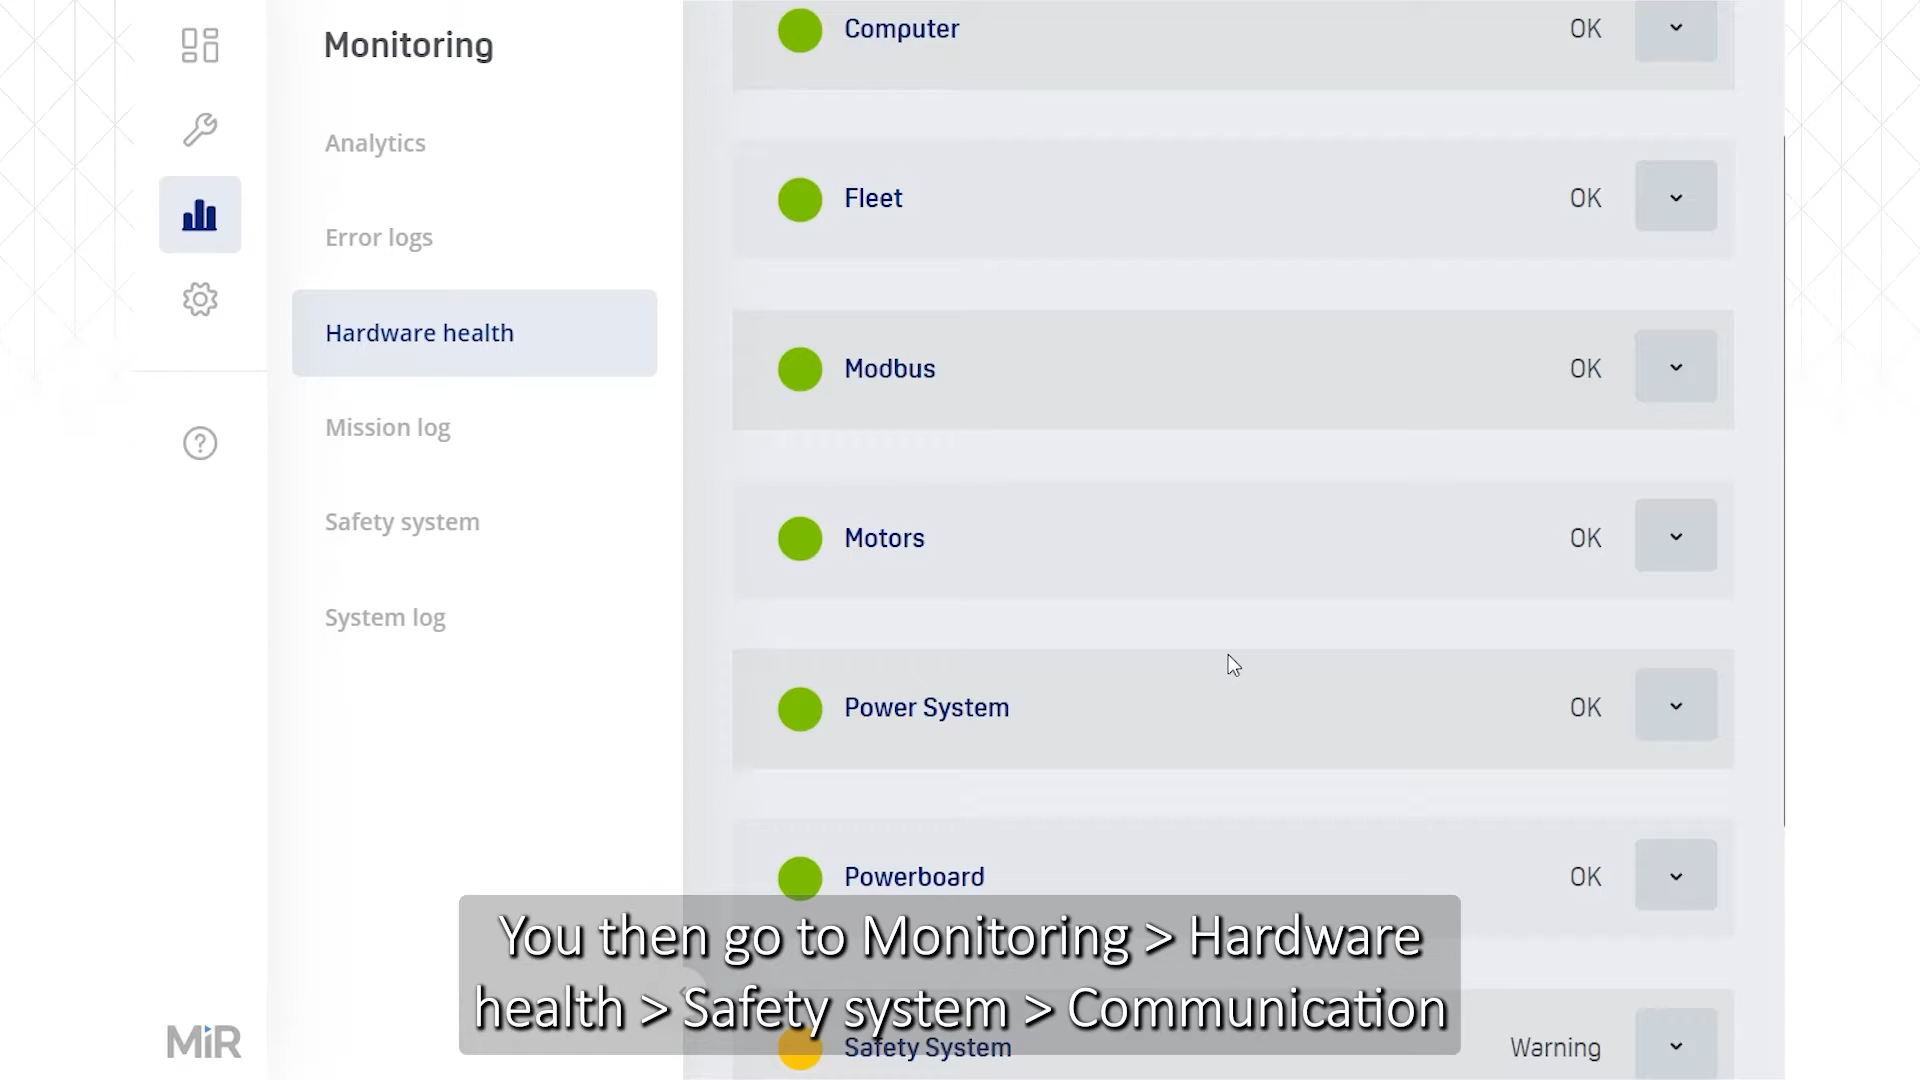 Monitoring
Analytics
Error logs
Hardware health
Mission log
Safety system
System log
MiR
Computer OK
Fleet OK
Modbus OK
Motors OK
Power System OK
Powerboard OK
Safety System Warning
You then go to Monitoring > Hardware
health > Safety system > Communication